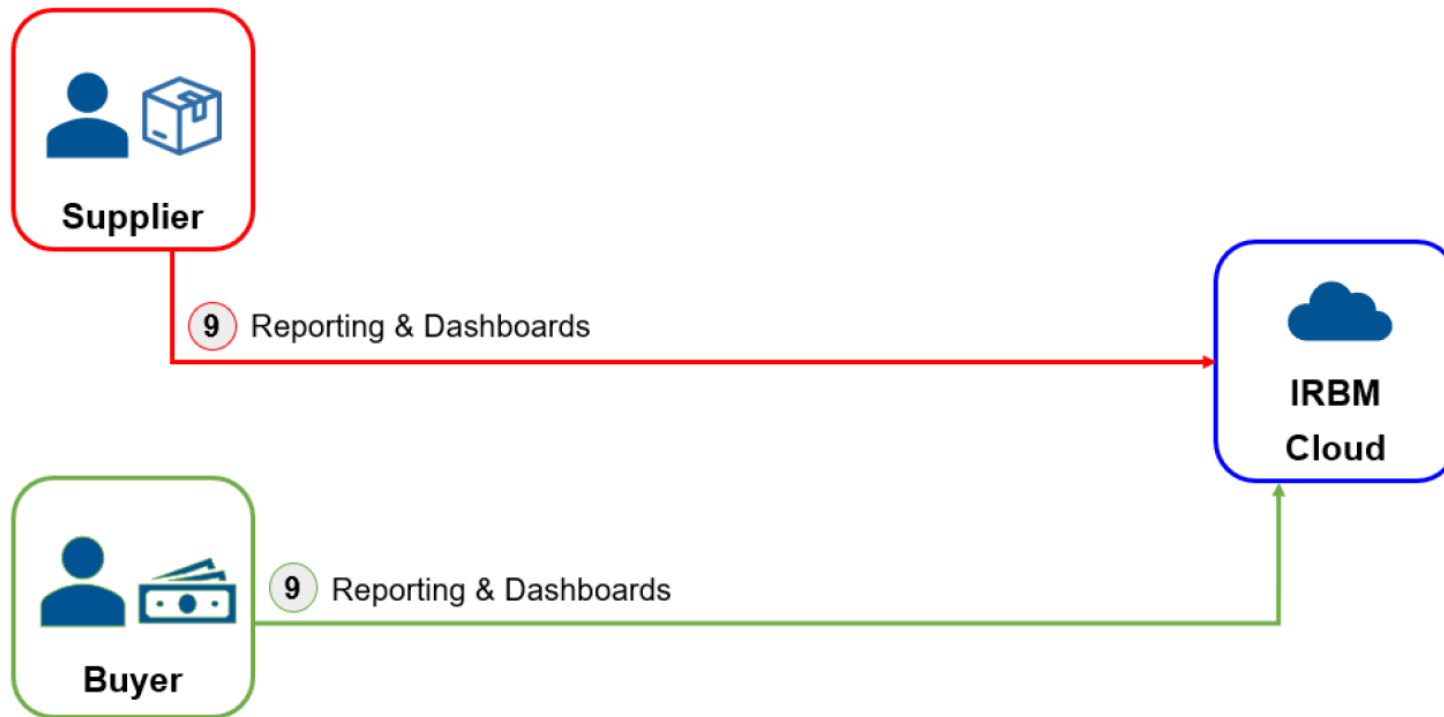 Supplier
9 Reporting & Dashboards
IRBM
Cloud
9 Reporting & Dashboards
Buyer